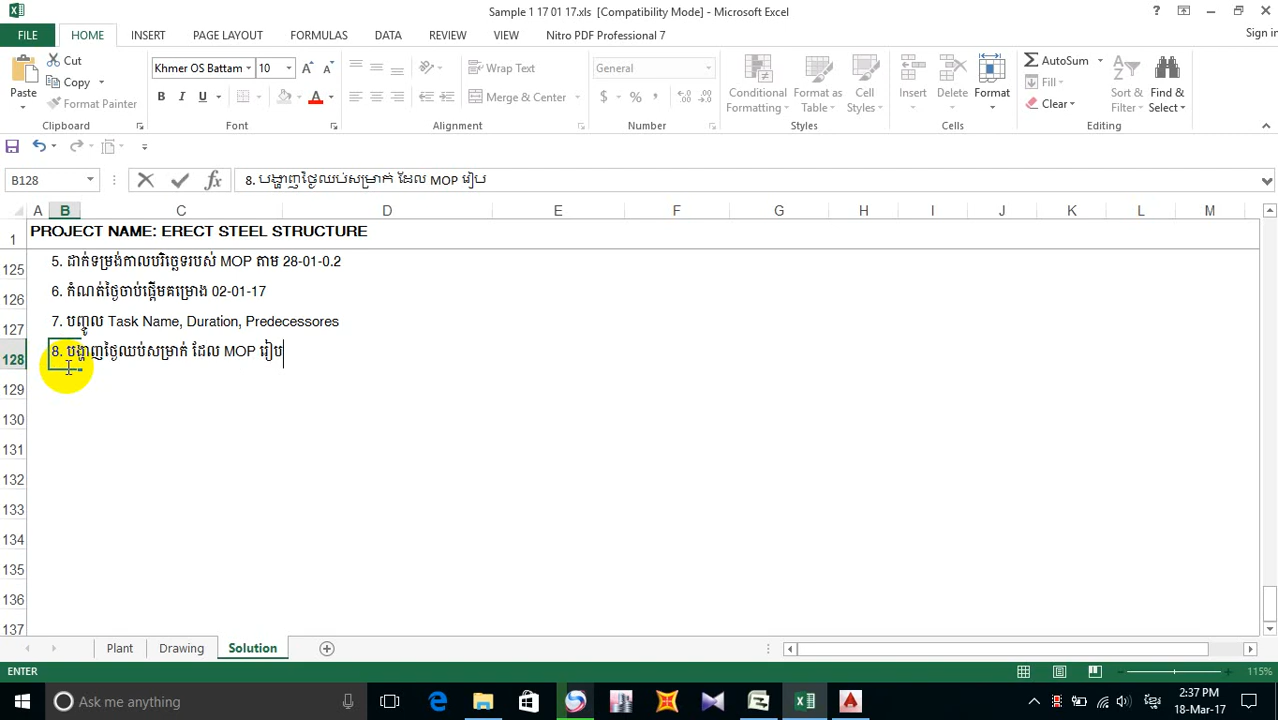 Sample 1 17 01 17.xls [Compatibility Mode] - Microsoft Excel
FILE HOME INSERT PAGE LAYOUT FORMULAS DATA REVIEW VIEW Nitro PDF Professional 7 Sign in
Paste Cut Copy Format Painter
Khmer OS Battam 10
B I U A
Wrap Text
Merge & Center
General
$ % ,
Conditional Formatting Format as Table Cell Styles
Insert Delete Format
AutoSum Fill Clear
Sort & Filter Find & Select
Clipboard Font Alignment Number Styles Cells Editing
B128 fx 8. បង្ហាញថ្ងៃឈប់សម្រាក់ ដែល MOP រៀប
A B C D E F G H I J K L M
1 PROJECT NAME: ERECT STEEL STRUCTURE
125 5. ដាក់ទម្រង់កាលបរិច្ឆេទរបស់ MOP តាម 28-01-0.2
126 6. កំណត់ថ្ងៃចាប់ផ្តើមគម្រោង 02-01-17
127 7. បញ្ចូល Task Name, Duration, Predecessores
128 8. បង្ហាញថ្ងៃឈប់សម្រាក់ ដែល MOP រៀប
129
130
131
132
133
134
135
136
137
Plant Drawing Solution
ENTER 115%
Ask me anything
2:37 PM
18-Mar-17